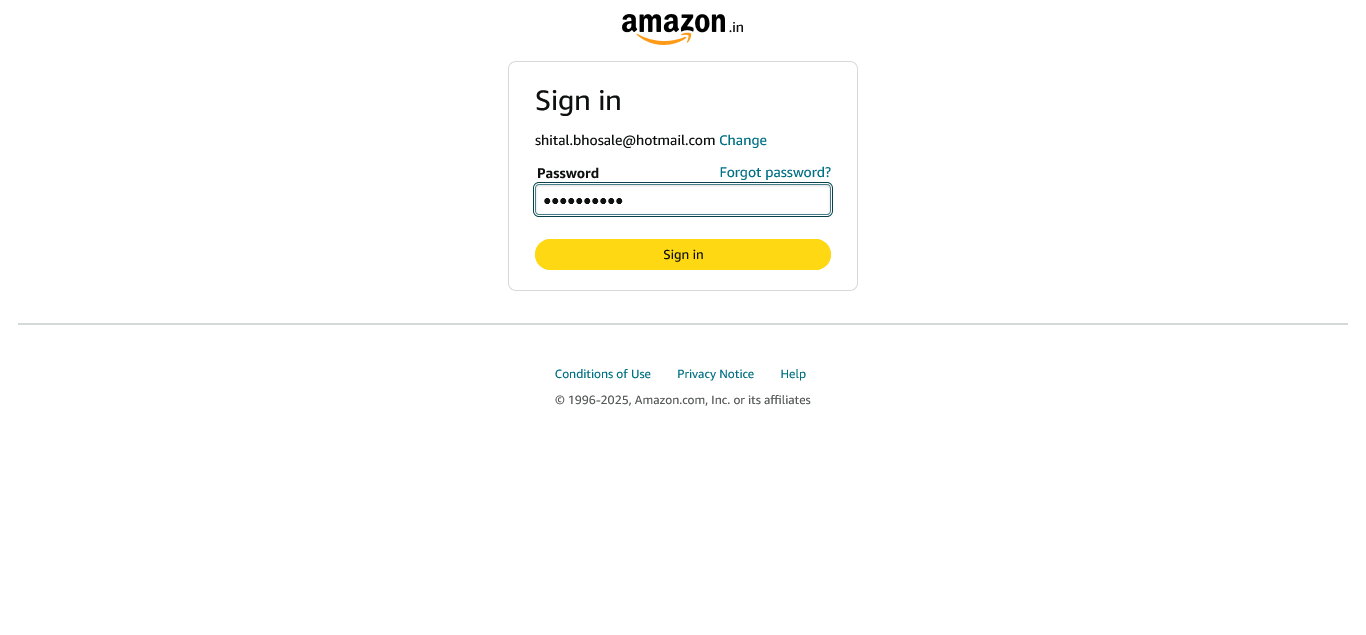 amazon.in
Sign in
shital.bhosale@hotmail.com Change
Password Forgot password?
••••••••••
Sign in
Conditions of Use Privacy Notice Help
© 1996-2025, Amazon.com, Inc. or its affiliates